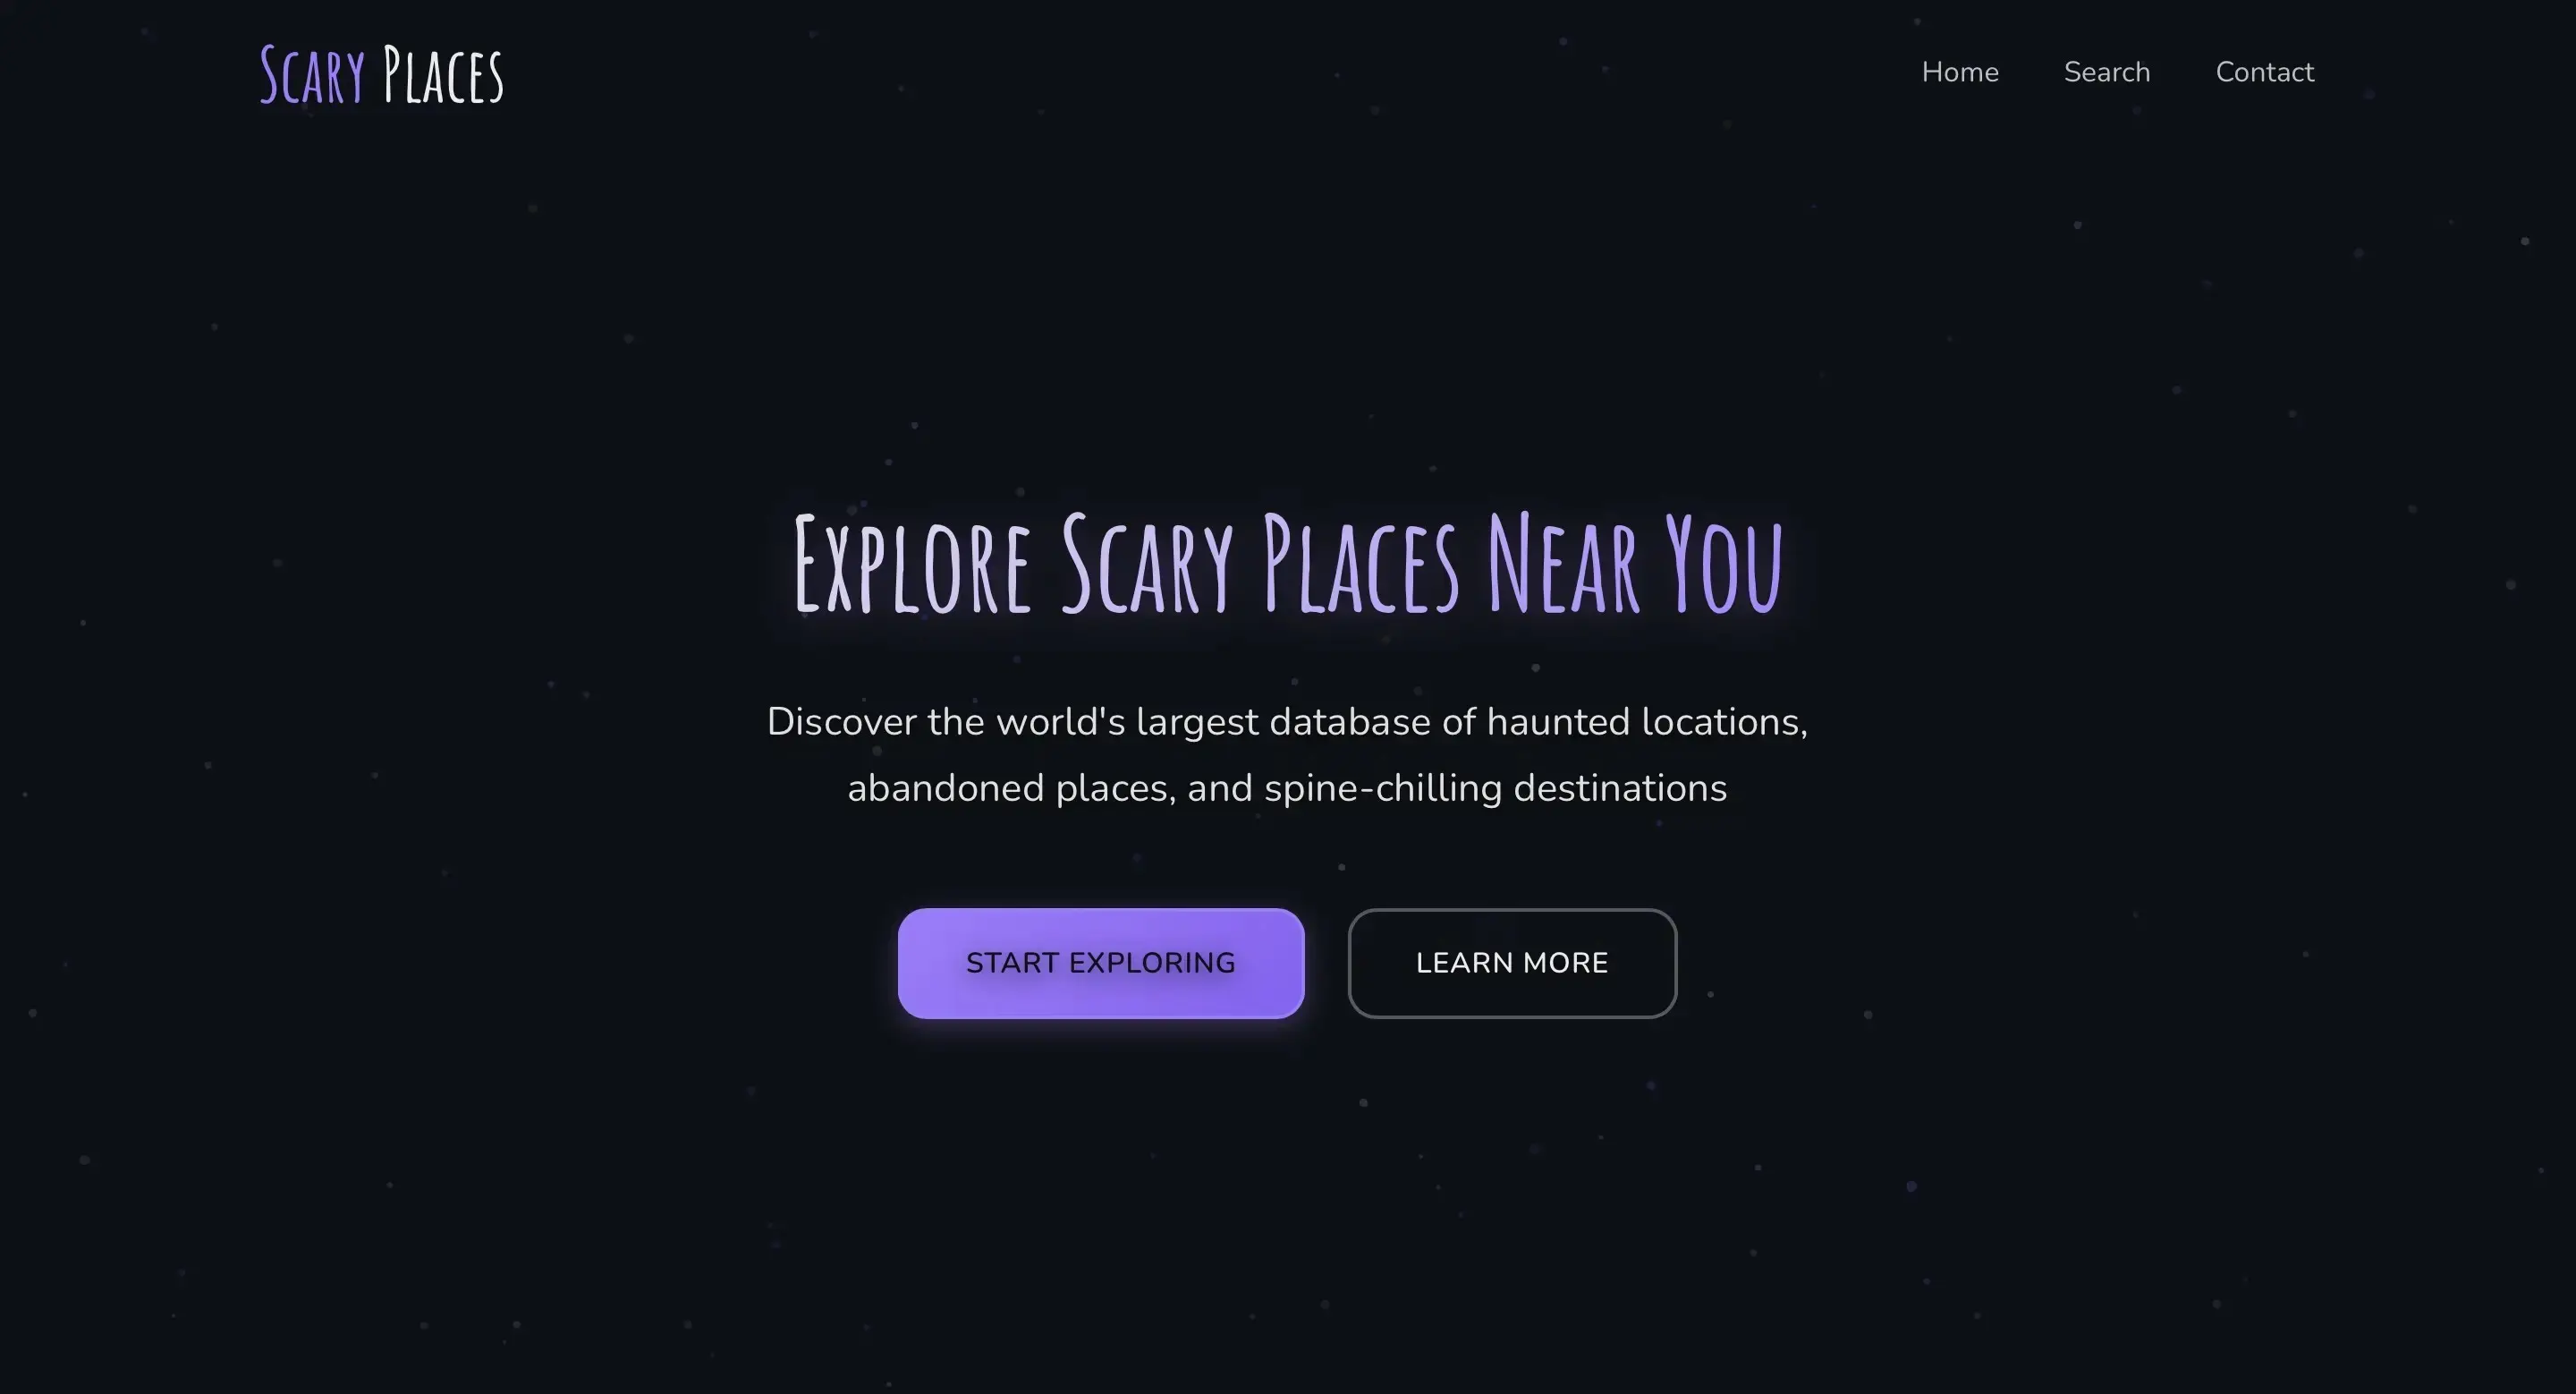 Scary Places
Home
Search
Contact
Explore Scary Places Near You
Discover the world's largest database of haunted locations,
abandoned places, and spine-chilling destinations
START EXPLORING
LEARN MORE